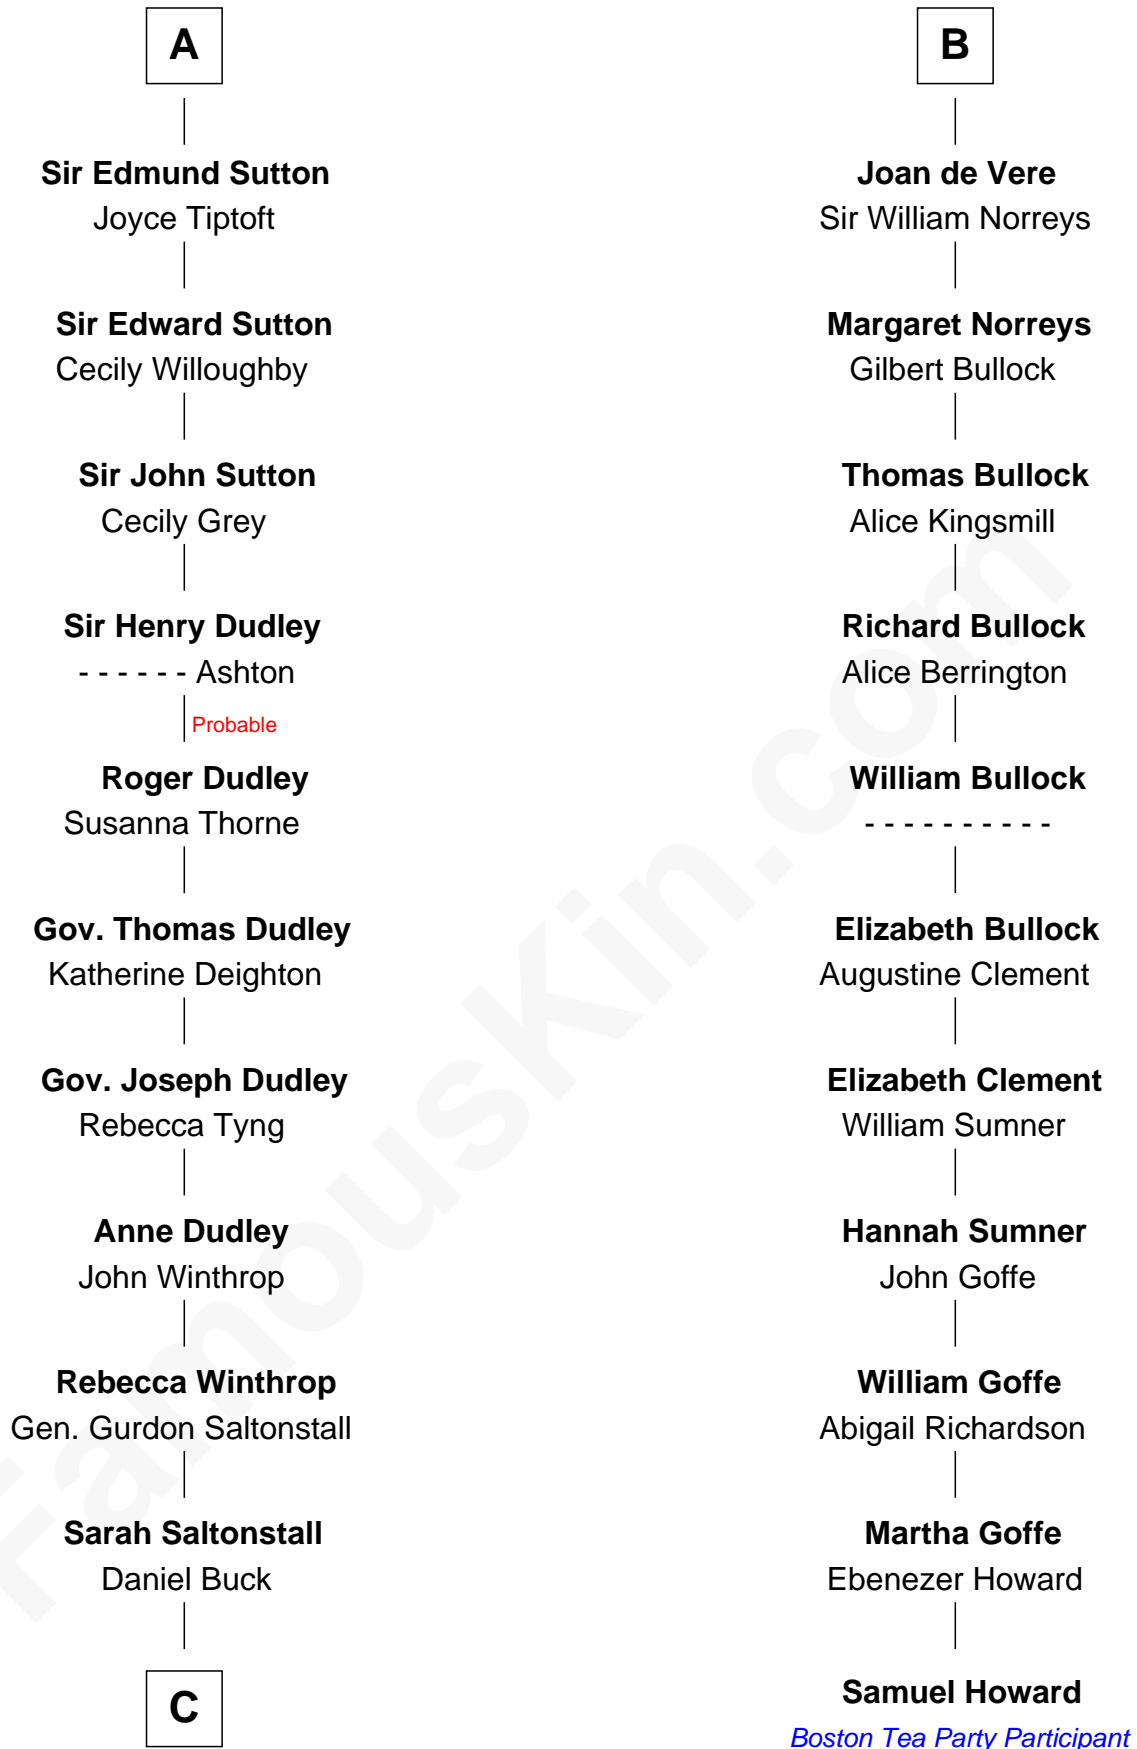 A
Sir Edmund Sutton
Joyce Tiptoft
Sir Edward Sutton
Cecily Willoughby
Sir John Sutton
Cecily Grey
Sir Henry Dudley
- - - - - - Ashton
Probable
Roger Dudley
Susanna Thorne
Gov. Thomas Dudley
Katherine Deighton
Gov. Joseph Dudley
Rebecca Tyng
Anne Dudley
John Winthrop
Rebecca Winthrop
Gen. Gurdon Saltonstall
Sarah Saltonstall
Daniel Buck
C
B
Joan de Vere
Sir William Norreys
Margaret Norreys
Gilbert Bullock
Thomas Bullock
Alice Kingsmill
Richard Bullock
Alice Berrington
William Bullock
- - - - - - - - - -
Elizabeth Bullock
Augustine Clement
Elizabeth Clement
William Sumner
Hannah Sumner
John Goffe
William Goffe
Abigail Richardson
Martha Goffe
Ebenezer Howard
Samuel Howard
Boston Tea Party Participant
FamousKin.com